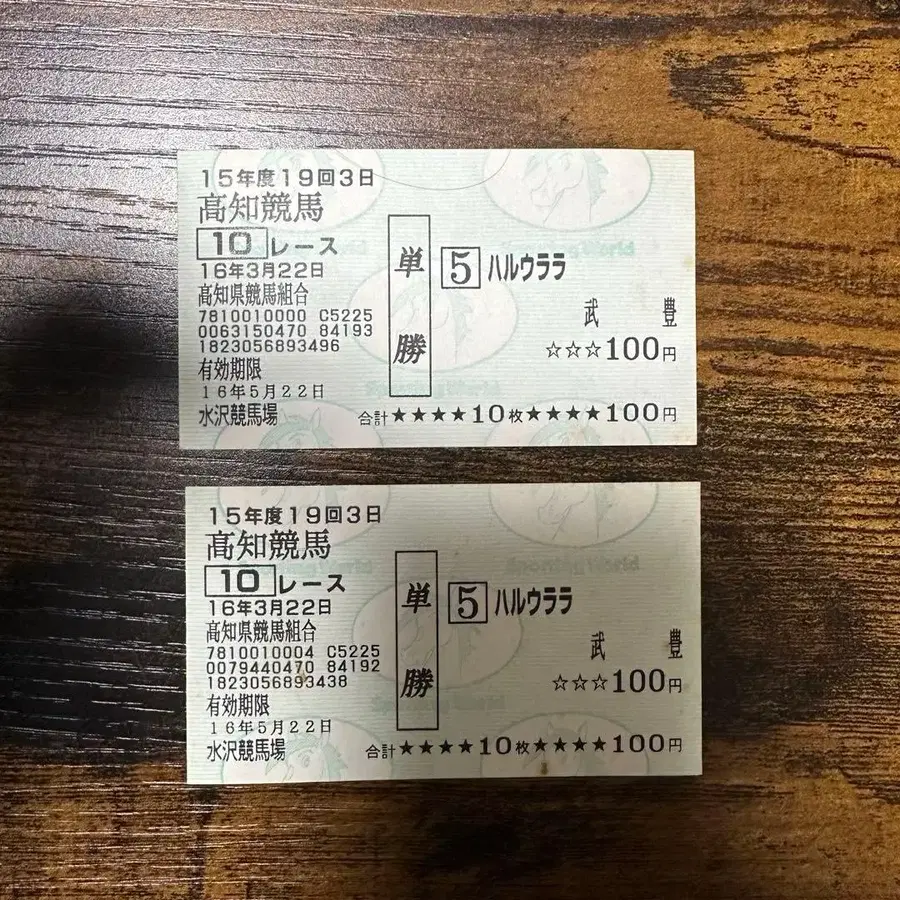 15年度19回3日
高知競馬
10レース
16年3月22日
高知県競馬組合
7810010000 C5225
0063150470 84193
1823056893496
有効期限
16年5月22日
水沢競馬場
単勝
5 ハルウララ
武 豊
☆☆☆100円
合計★★★★10枚★★★★100円
15年度19回3日
高知競馬
10レース
16年3月22日
高知県競馬組合
7810010004 C5225
0079440470 84192
1823056893438
有効期限
16年5月22日
水沢競馬場
単勝
5 ハルウララ
武 豊
☆☆☆100円
合計★★★★10枚★★★★100円